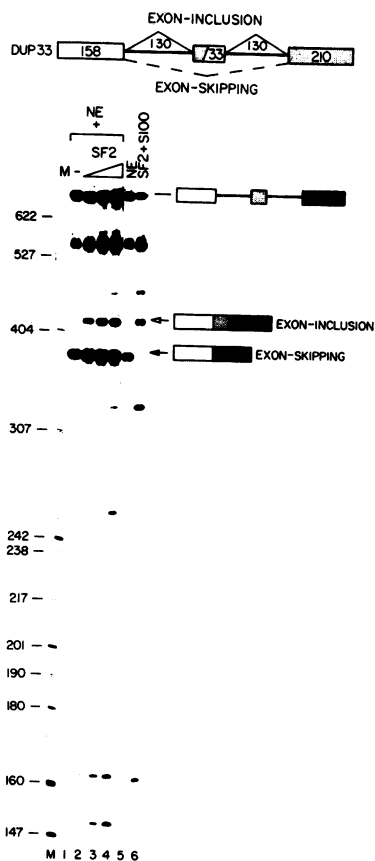 EXON-INCLUSION
DUP33 158 130 33 130 210
EXON-SKIPPING
NE
+
SF2
M -
NE
SF2+S100
622
527
404
EXON-INCLUSION
EXON-SKIPPING
307
242
238
217
201
190
180
160
147
M 1 2 3 4 5 6